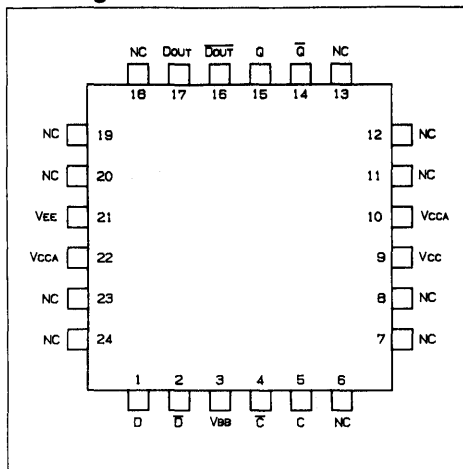 NC DOUT D̅O̅U̅T̅ Q Q̅ NC
18 17 16 15 14 13
NC 19 12 NC
NC 20 11 NC
VEE 21 10 VCCA
VCCA 22 9 VCC
NC 23 8 NC
NC 24 7 NC
1 2 3 4 5 6
D D̅ VBB C̅ C NC